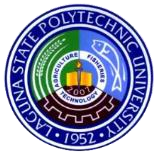 LAGUNA STATE POLYTECHNIC UNIVERSITY
AGRICULTURE
FISHERIES
TECHNOLOGY
2007
• 1952 •